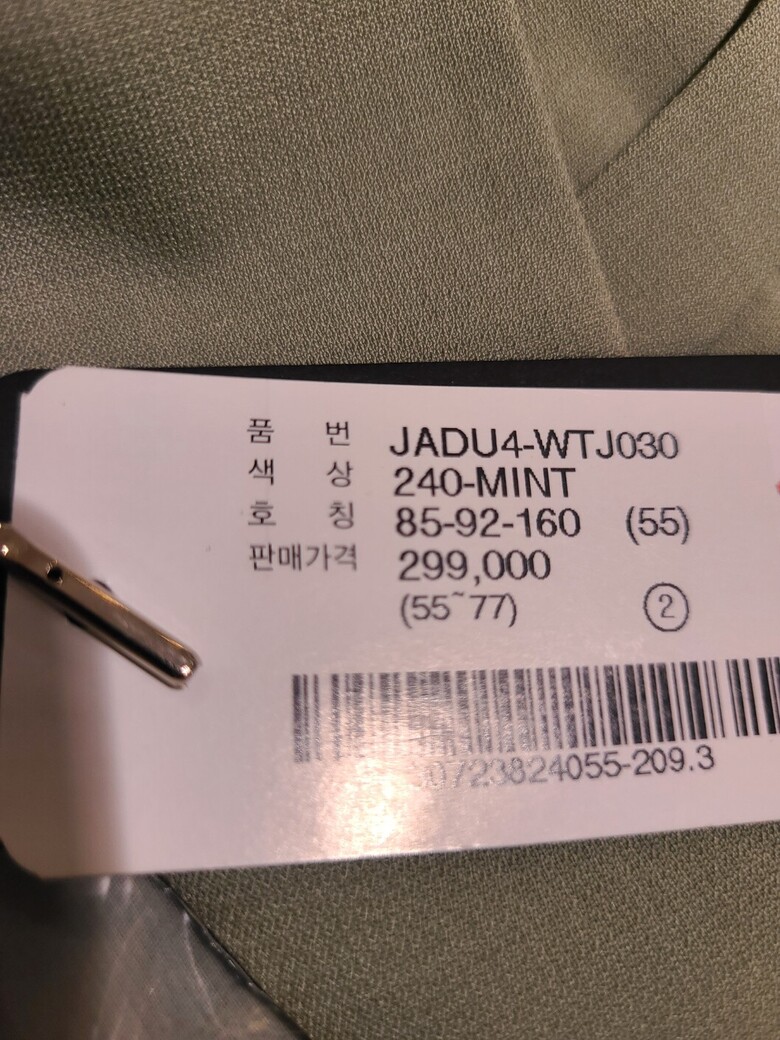 품 번 JADU4-WTJ030
색 상 240-MINT
호 칭 85-92-160 (55)
판매가격 299,000
(55~77) ②
0723824055-209.3